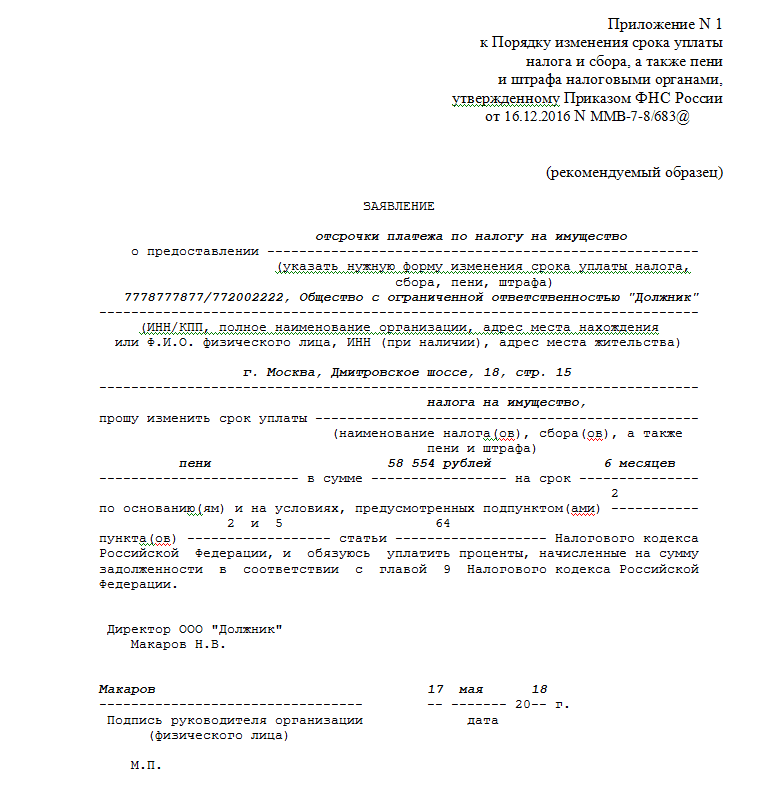 Приложение N 1
к Порядку изменения срока уплаты
налога и сбора, а также пени
и штрафа налоговыми органами,
утвержденному Приказом ФНС России
от 16.12.2016 N ММВ-7-8/683@
(рекомендуемый образец)
ЗАЯВЛЕНИЕ
отсрочки платежа по налогу на имущество
о предоставлении -------------------------------------------------------
(указать нужную форму изменения срока уплаты налога,
сбора, пени, штрафа)
7778777877/772002222, Общество с ограниченной ответственностью "Должник"
---------------------------------------------------------------------------
(ИНН/КПП, полное наименование организации, адрес места нахождения
или Ф.И.О. физического лица, ИНН (при наличии), адрес места жительства)
г. Москва, Дмитровское шоссе, 18, стр. 15
---------------------------------------------------------------------------
налога на имущество,
прошу изменить срок уплаты ------------------------------------------------
(наименование налога(ов), сбора(ов), а также
пени и штрафа)
пени 58 554 рублей 6 месяцев
------------------------- в сумме ----------------- на срок ---------------
2
по основанию(ям) и на условиях, предусмотренных подпунктом(ами) -----------
2 и 5 64
пункта(ов) ------------------ статьи ------------------- Налогового кодекса
Российской Федерации, и обязуюсь уплатить проценты, начисленные на сумму
задолженности в соответствии с главой 9 Налогового кодекса Российской
Федерации.
Директор ООО "Должник"
Макаров Н.В.
Макаров 17 мая 18
--------------------------------- -- ------- 20-- г.
Подпись руководителя организации дата
(физического лица)
М.П.